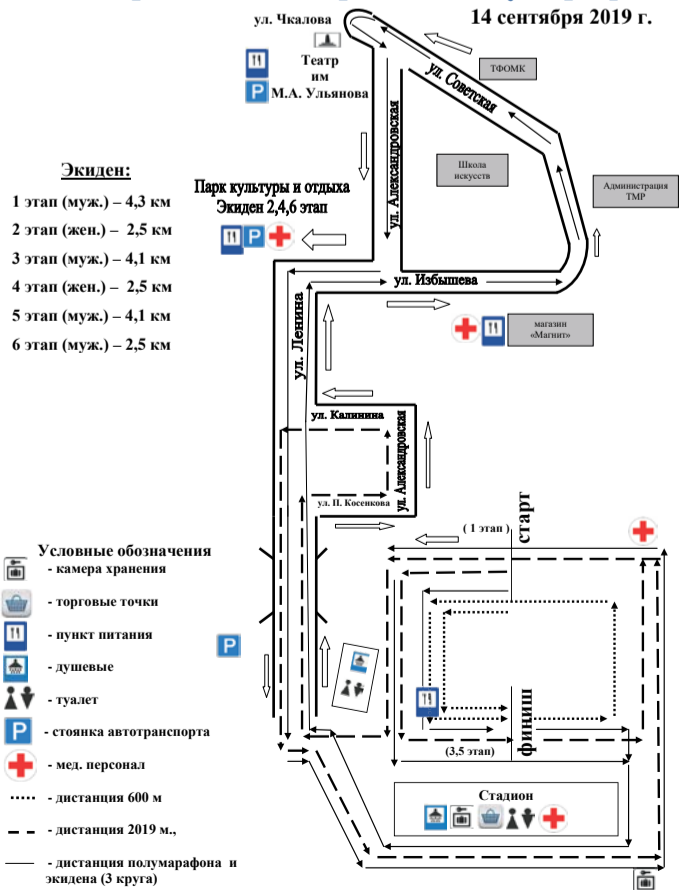 14 сентября 2019 г.
ул. Чкалова
Театр
им
М.А. Ульянова
ул. Советская
ТФОМК
ул. Александровская
Школа
искусств
Администрация
ТМР
Экиден:
1 этап (муж.) – 4,3 км
2 этап (жен.) – 2,5 км
3 этап (муж.) – 4,1 км
4 этап (жен.) – 2,5 км
5 этап (муж.) – 4,1 км
6 этап (муж.) – 2,5 км
Парк культуры и отдыха
Экиден 2,4,6 этап
ул. Избышева
магазин
«Магнит»
ул. Ленина
ул. Калинина
ул. Александровская
ул. П. Косенкова
( 1 этап )
старт
Условные обозначения
- камера хранения
- торговые точки
- пункт питания
- душевые
- туалет
P - стоянка автотранспорта
- мед. персонал
- дистанция 600 м
- дистанция 2019 м.,
- дистанция полумарафона и
экидена (3 круга)
P
P
P
финиш
(3,5 этап)
Стадион